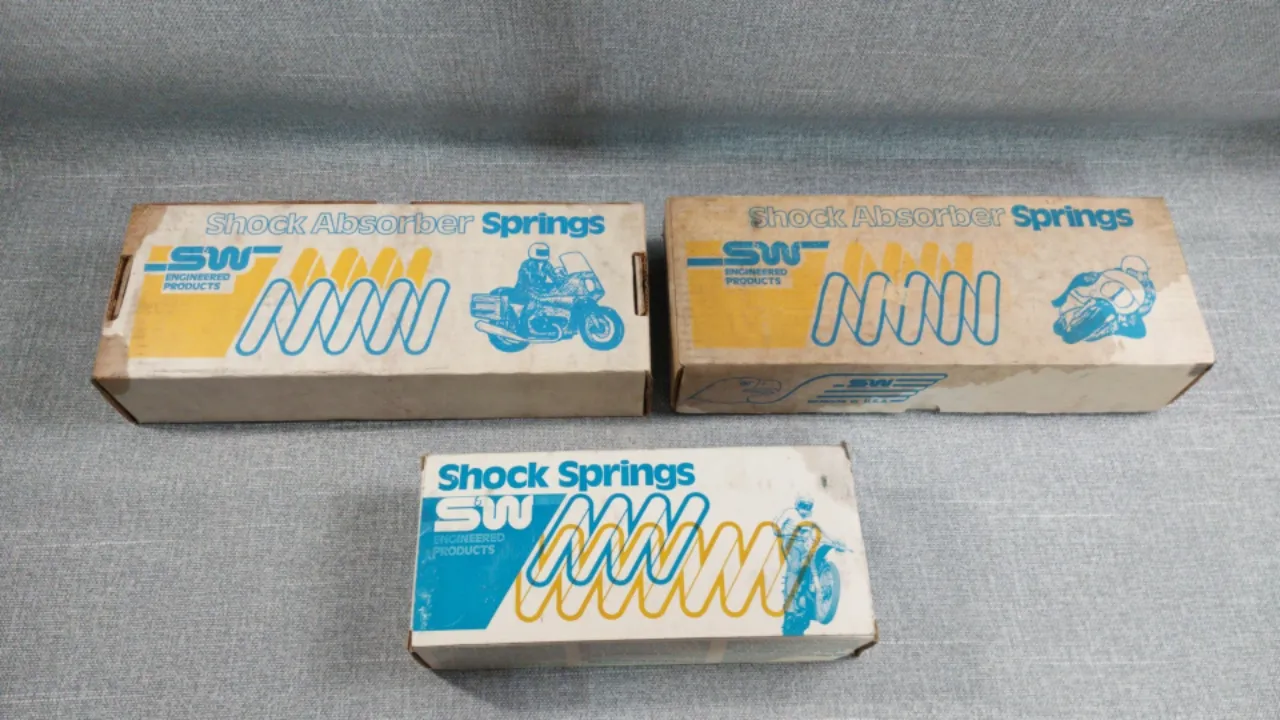 Shock Absorber Springs
SW
ENGINEERED
PRODUCTS
Shock Absorber Springs
SW
ENGINEERED
PRODUCTS
SW
U.S.A.
Shock Springs
SW
ENGINEERED
PRODUCTS